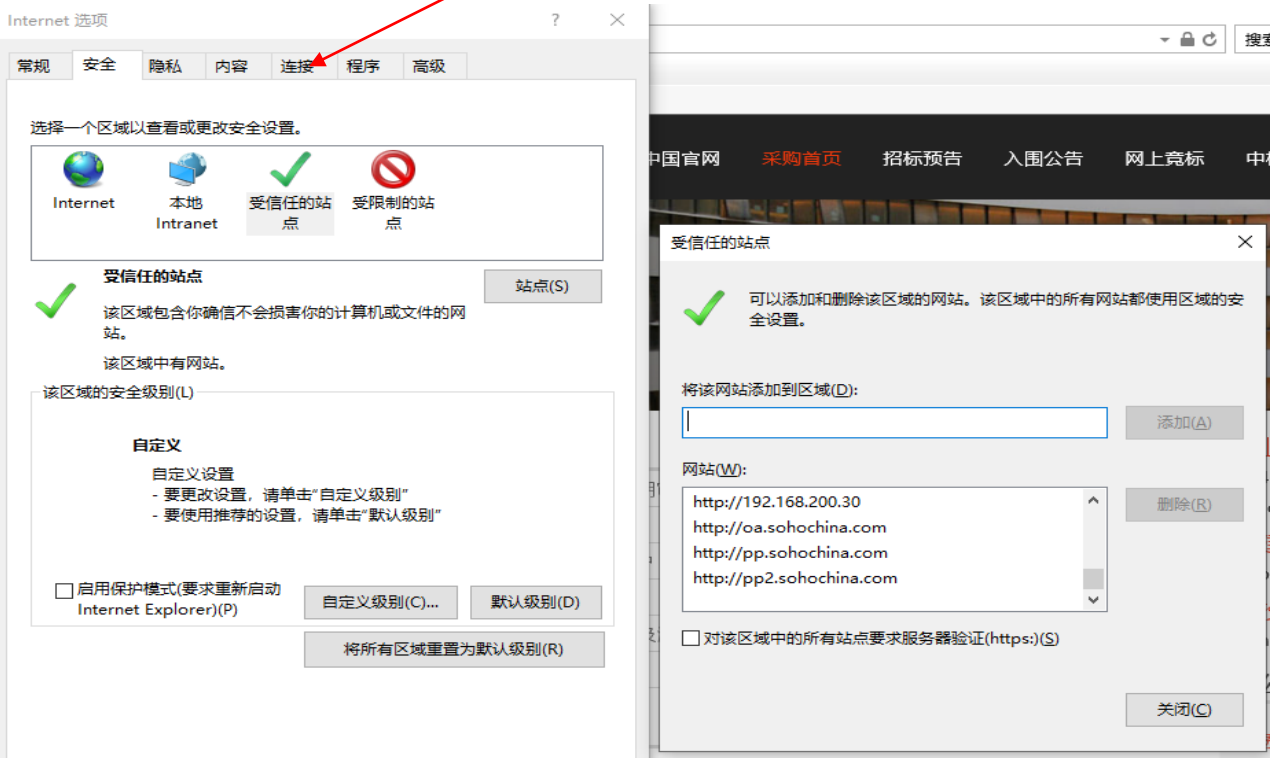 Internet 选项
?
常规
安全
隐私
内容
连接
程序
高级
选择一个区域以查看或更改安全设置。
Internet
本地
Intranet
受信任的站
点
受限制的站
点
受信任的站点
站点(S)
该区域包含你确信不会损害你的计算机或文件的网
站。
该区域中有网站。
该区域的安全级别(L)
自定义
自定义设置
- 要更改设置，请单击“自定义级别”
- 要使用推荐的设置，请单击“默认级别”
启用保护模式(要求重新启动
Internet Explorer)(P)
自定义级别(C)...
默认级别(D)
将所有区域重置为默认级别(R)
中国官网
采购首页
招标预告
入围公告
网上竞标
受信任的站点
可以添加和删除该区域的网站。该区域中的所有网站都使用区域的安
全设置。
将该网站添加到区域(D):
添加(A)
网站(W):
http://192.168.200.30
http://oa.sohochina.com
http://pp.sohochina.com
http://pp2.sohochina.com
删除(R)
对该区域中的所有站点要求服务器验证(https:)(S)
关闭(C)